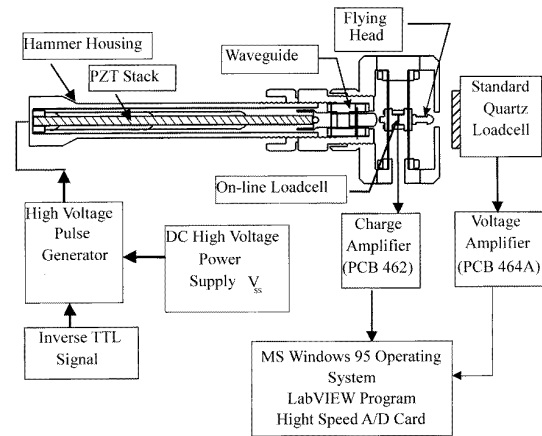 Flying
Head
Hammer Housing
Waveguide
PZT Stack
Standard
Quartz
Loadcell
On-line Loadcell
High Voltage
Pulse
Generator
DC High Voltage
Power
Supply Vss
Charge
Amplifier
(PCB 462)
Voltage
Amplifier
(PCB 464A)
Inverse TTL
Signal
MS Windows 95 Operating
System
LabVIEW Program
Hight Speed A/D Card